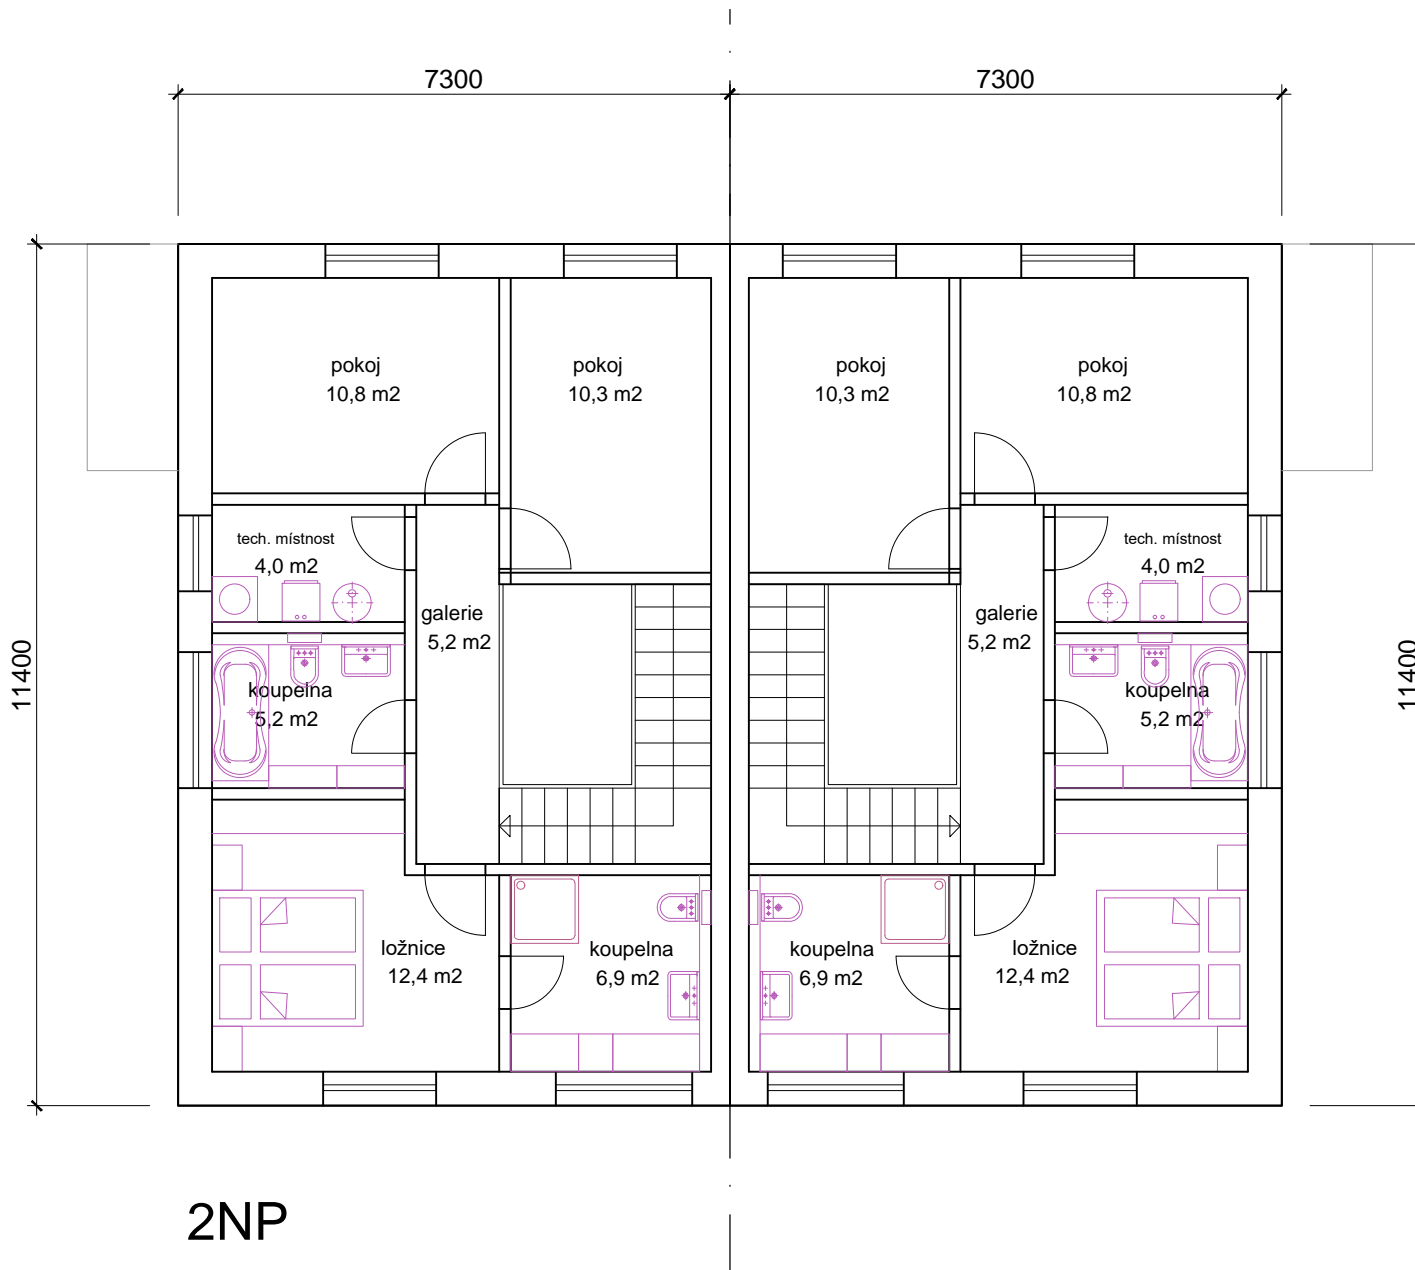 7300
7300
pokoj
10,8 m2
pokoj
10,3 m2
pokoj
10,3 m2
pokoj
10,8 m2
tech. místnost
4,0 m2
tech. místnost
4,0 m2
galerie
5,2 m2
galerie
5,2 m2
11400
11400
koupelna
5,2 m2
koupelna
5,2 m2
ložnice
12,4 m2
koupelna
6,9 m2
koupelna
6,9 m2
ložnice
12,4 m2
2NP